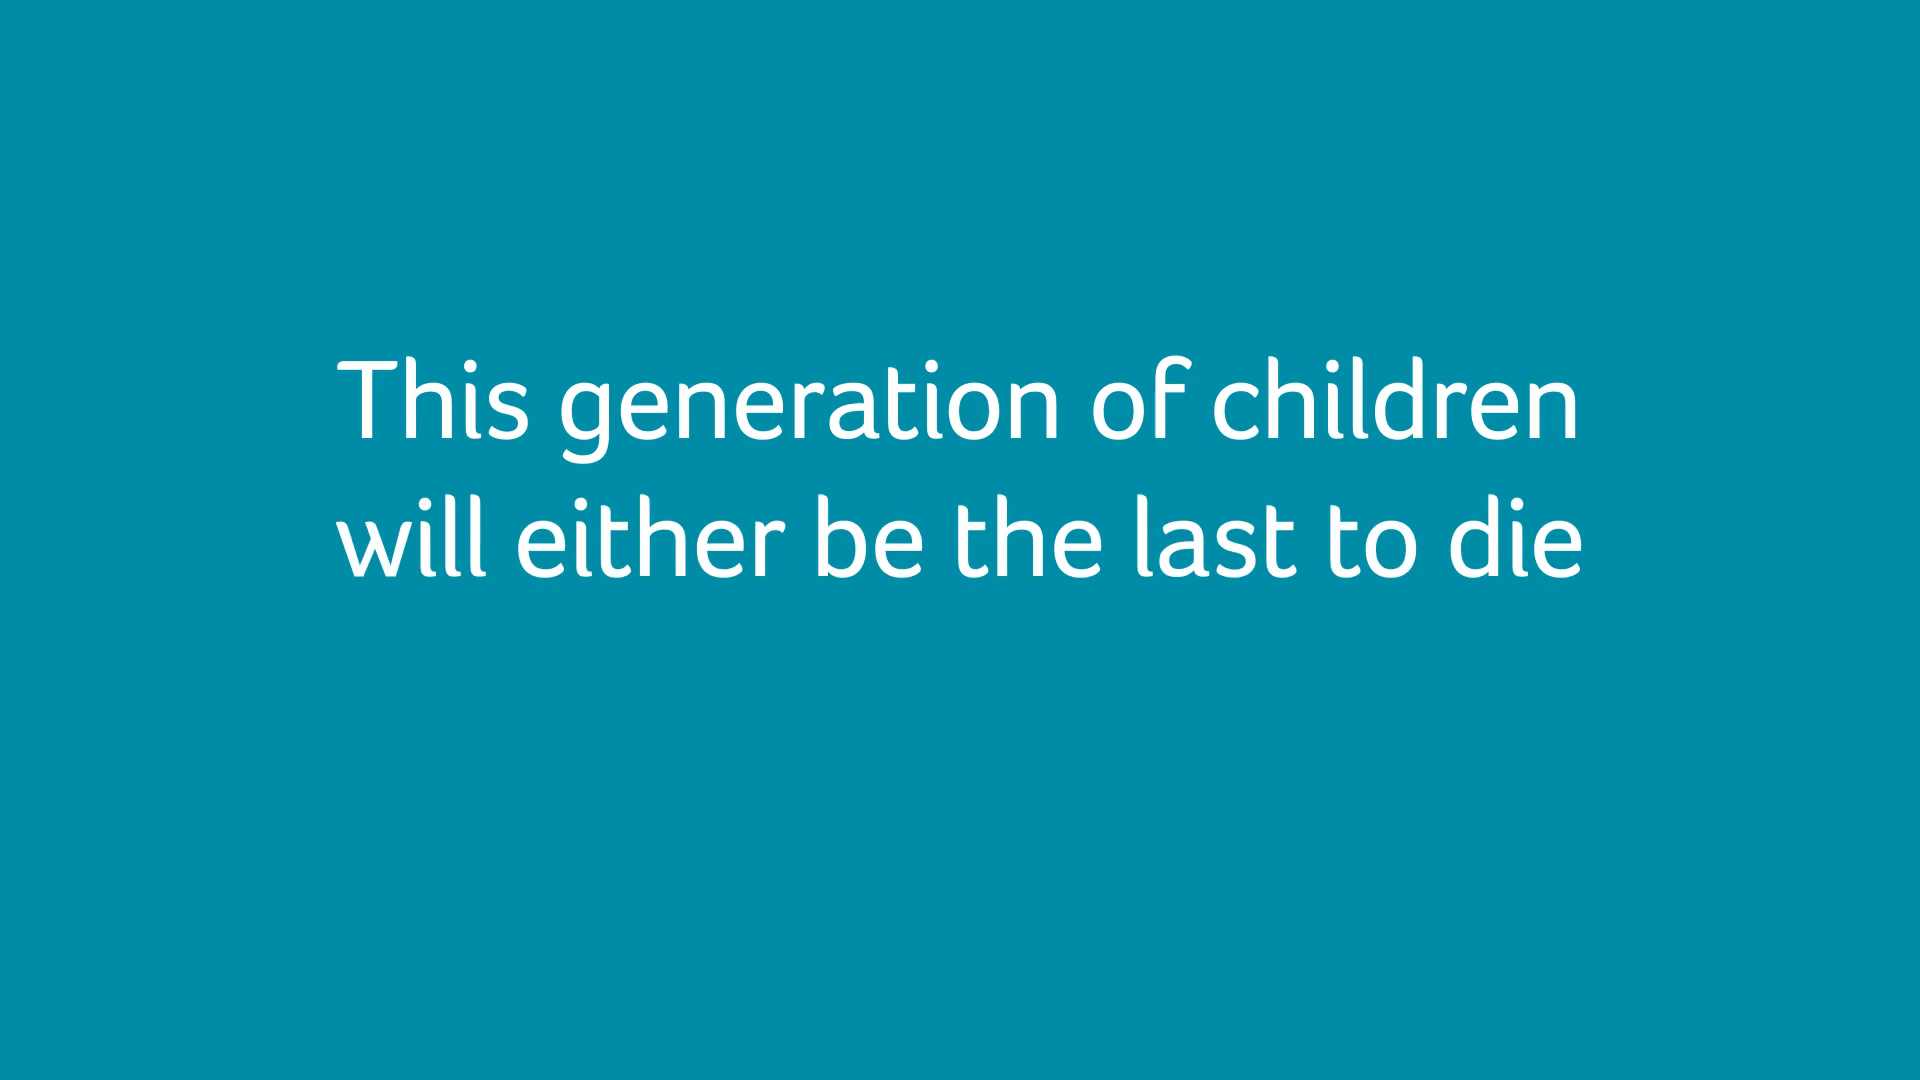 This generation of children
will either be the last to die